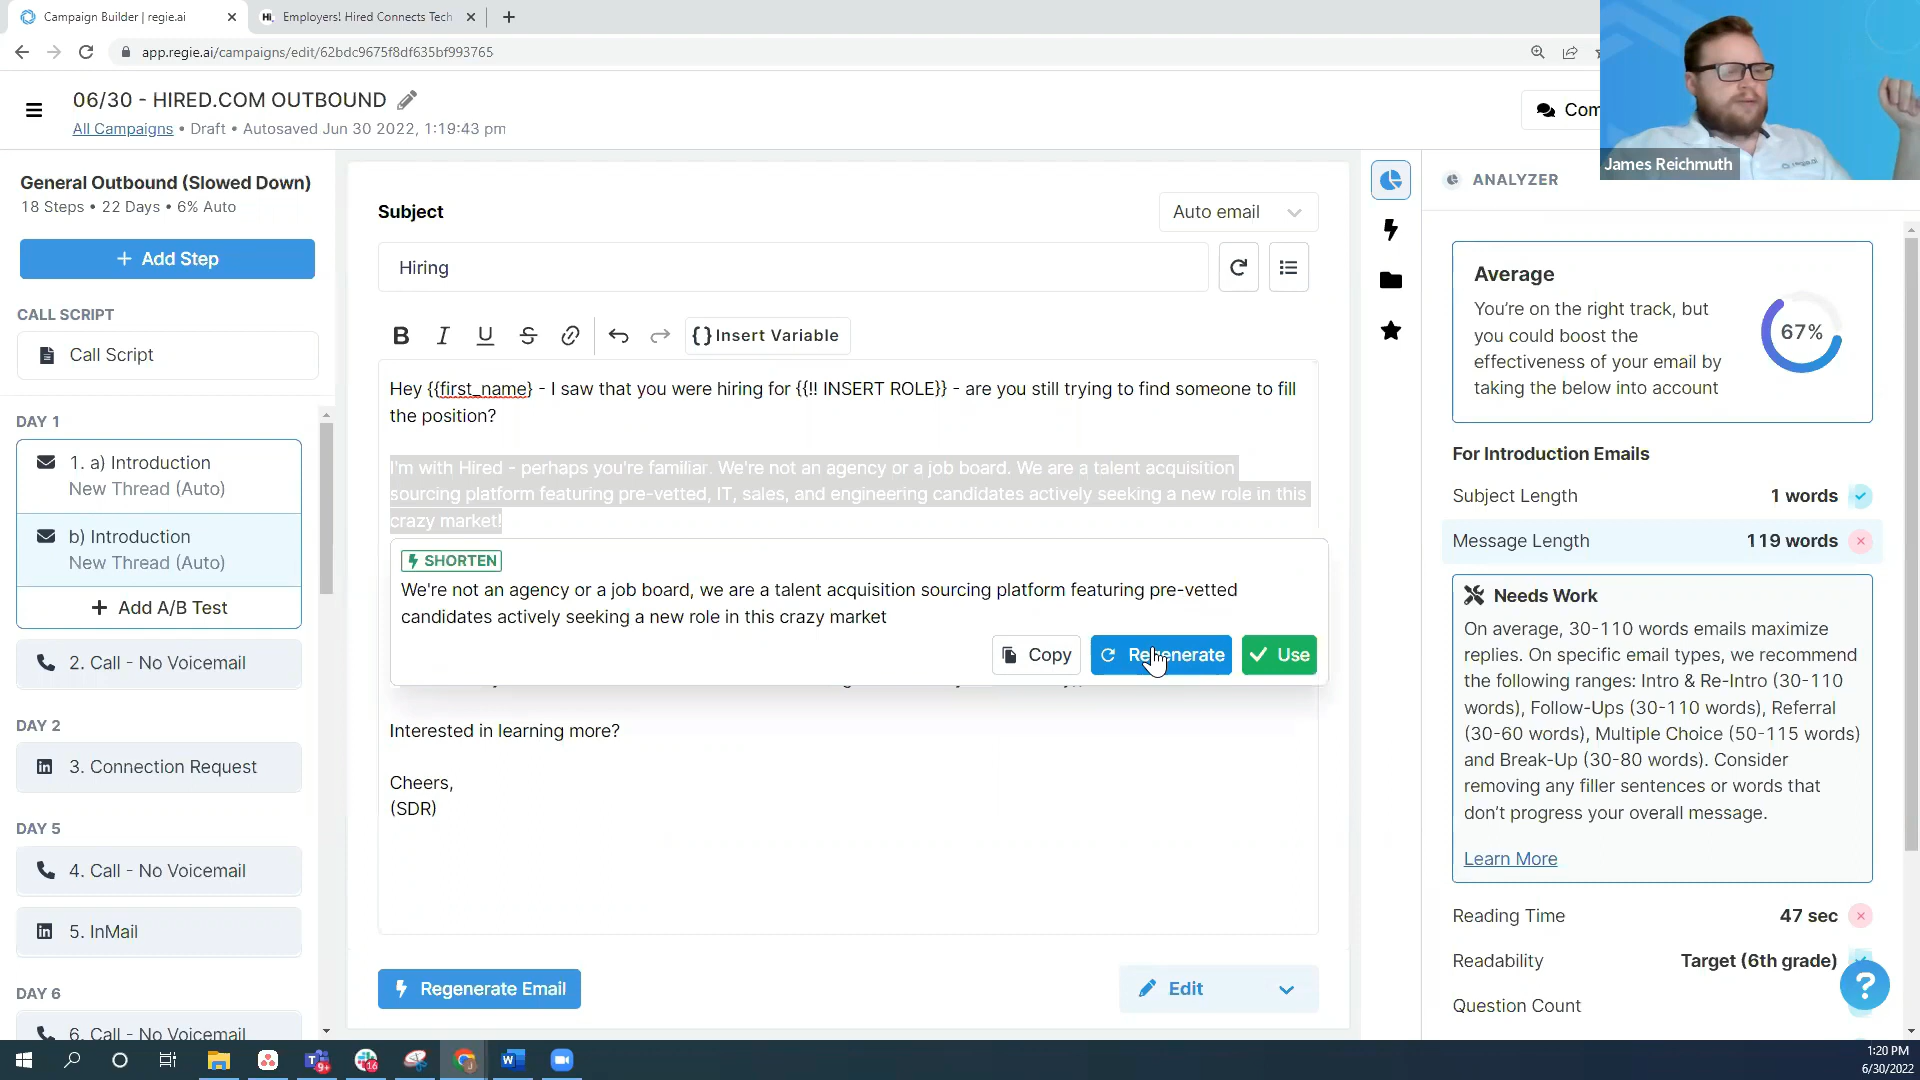 Campaign Builder | regie.ai
Employers! Hired Connects Tech
app.regie.ai/campaigns/edit/62bdc9675f8df635bf993765
06/30 - HIRED.COM OUTBOUND
All Campaigns • Draft • Autosaved Jun 30 2022, 1:19:43 pm
Com
James Reichmuth
General Outbound (Slowed Down)
18 Steps • 22 Days • 6% Auto
+ Add Step
CALL SCRIPT
Call Script
DAY 1
1. a) Introduction
New Thread (Auto)
b) Introduction
New Thread (Auto)
+ Add A/B Test
2. Call - No Voicemail
DAY 2
3. Connection Request
DAY 5
4. Call - No Voicemail
5. InMail
DAY 6
6. Call - No Voicemail
Subject
Auto email
Hiring
B I U S
{} Insert Variable
Hey {{first_name} - I saw that you were hiring for {{!! INSERT ROLE}} - are you still trying to find someone to fill
the position?
I'm with Hired - perhaps you're familiar. We're not an agency or a job board. We are a talent acquisition
sourcing platform featuring pre-vetted, IT, sales, and engineering candidates actively seeking a new role in this
crazy market!
SHORTEN
We're not an agency or a job board, we are a talent acquisition sourcing platform featuring pre-vetted
candidates actively seeking a new role in this crazy market
Copy
Regenerate
Use
Interested in learning more?
Cheers,
(SDR)
Regenerate Email
Edit
ANALYZER
Average
You're on the right track, but
you could boost the
effectiveness of your email by
taking the below into account
67%
For Introduction Emails
Subject Length 1 words
Message Length 119 words
Needs Work
On average, 30-110 words emails maximize
replies. On specific email types, we recommend
the following ranges: Intro & Re-Intro (30-110
words), Follow-Ups (30-110 words), Referral
(30-60 words), Multiple Choice (50-115 words)
and Break-Up (30-80 words). Consider
removing any filler sentences or words that
don't progress your overall message.
Learn More
Reading Time 47 sec
Readability Target (6th grade)
Question Count
?
9+
16
1:20 PM
6/30/2022